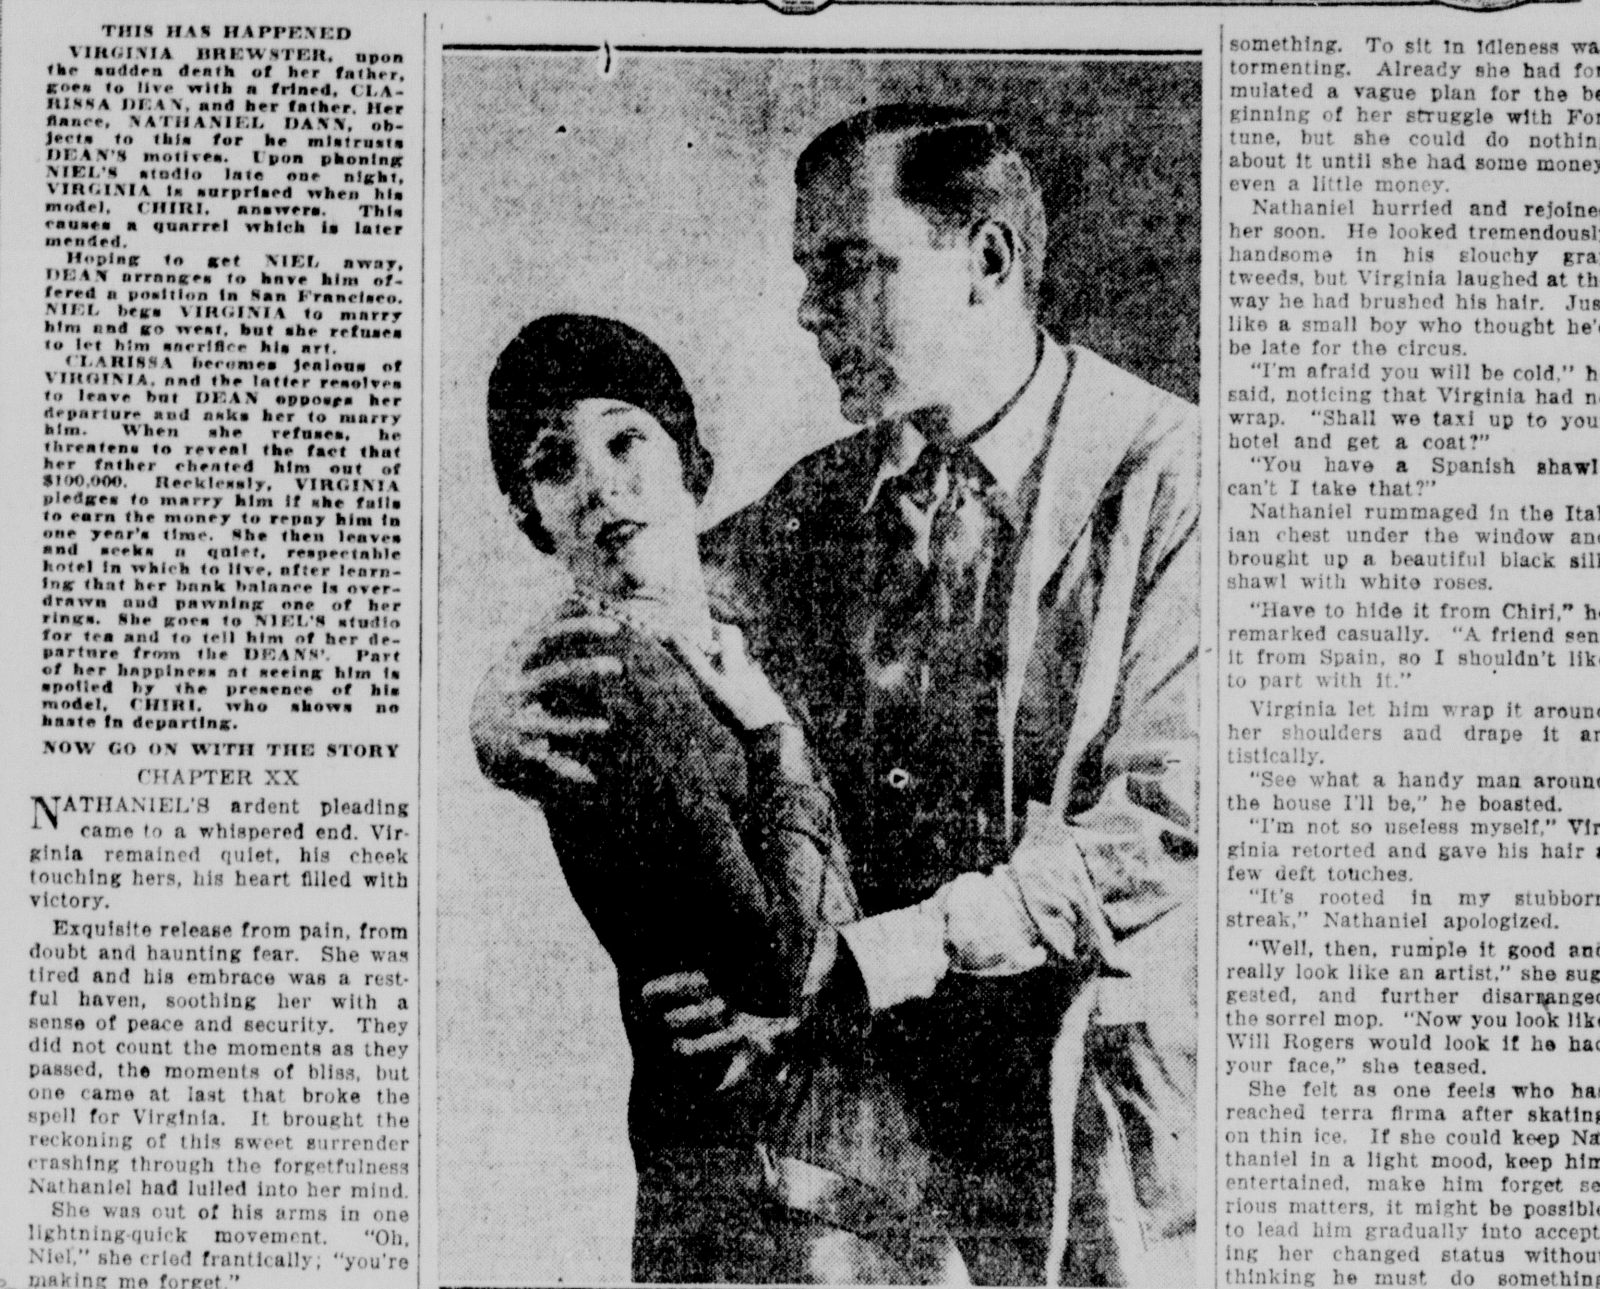 THIS HAS HAPPENED
VIRGINIA BREWSTER, upon
the sudden death of her father,
goes to live with a frined, CLA-
RISSA DEAN, and her father. Her
fiance, NATHANIEL DANN, ob-
jects to this for he mistrusts
DEAN'S motives. Upon phoning
NIEL'S studio late one night,
VIRGINIA is surprised when his
model, CHIRI, answers. This
causes a quarrel which is later
mended.
Hoping to get NIEL away,
DEAN arranges to have him of-
fered a position in San Francisco.
NIEL begs VIRGINIA to marry
him and go west, but she refuses
to let him sacrifice his art.
CLARISSA becomes jealous of
VIRGINIA, and the latter resolves
to leave but DEAN opposes her
departure and asks her to marry
him. When she refuses, he
threatens to reveal the fact that
her father cheated him out of
$100,000. Recklessly, VIRGINIA
pledges to marry him if she fails
to earn the money to repay him in
one year's time. She then leaves
and seeks a quiet, respectable
hotel in which to live, after learn-
ing that her bank balance is over-
drawn and pawning one of her
rings. She goes to NIEL'S studio
for tea and to tell him of her de-
parture from the DEANS'. Part
of her happiness at seeing him is
spoiled by the presence of his
model, CHIRI, who shows no
haste in departing.
NOW GO ON WITH THE STORY
CHAPTER XX
NATHANIEL'S ardent pleading
came to a whispered end. Vir-
ginia remained quiet, his cheek
touching hers, his heart filled with
victory.
Exquisite release from pain, from
doubt and haunting fear. She was
tired and his embrace was a rest-
ful haven, soothing her with a
sense of peace and security. They
did not count the moments as they
passed, the moments of bliss, but
one came at last that broke the
spell for Virginia. It brought the
reckoning of this sweet surrender
crashing through the forgetfulness
Nathaniel had lulled into her mind.
She was out of his arms in one
lightning-quick movement. "Oh,
Niel," she cried frantically; "you're
making me forget."
something. To sit in idleness wa
tormenting. Already she had for
mulated a vague plan for the be
ginning of her struggle with For
tune, but she could do nothin
about it until she had some money
even a little money.
Nathaniel hurried and rejoine
her soon. He looked tremendousl
handsome in his slouchy gra
tweeds, but Virginia laughed at th
way he had brushed his hair. Jus
like a small boy who thought he'
be late for the circus.
"I'm afraid you will be cold," h
said, noticing that Virginia had n
wrap. "Shall we taxi up to you
hotel and get a coat?"
"You have a Spanish shawl
can't I take that?"
Nathaniel rummaged in the Ital
ian chest under the window an
brought up a beautiful black sil
shawl with white roses.
"Have to hide it from Chiri," he
remarked casually. "A friend sen
it from Spain, so I shouldn't lik
to part with it."
Virginia let him wrap it aroun
her shoulders and drape it ar
tistically.
"See what a handy man aroun
the house I'll be," he boasted.
"I'm not so useless myself," Vir
ginia retorted and gave his hair a
few deft touches.
"It's rooted in my stubborn
streak," Nathaniel apologized.
"Well, then, rumple it good and
really look like an artist," she sug
gested, and further disarranged
the sorrel mop. "Now you look like
Will Rogers would look if he had
your face," she teased.
She felt as one feels who has
reached terra firma after skating
on thin ice. If she could keep Na
thaniel in a light mood, keep him
entertained, make him forget se
rious matters, it might be possible
to lead him gradually into accept
ing her changed status without
thinking he must do something